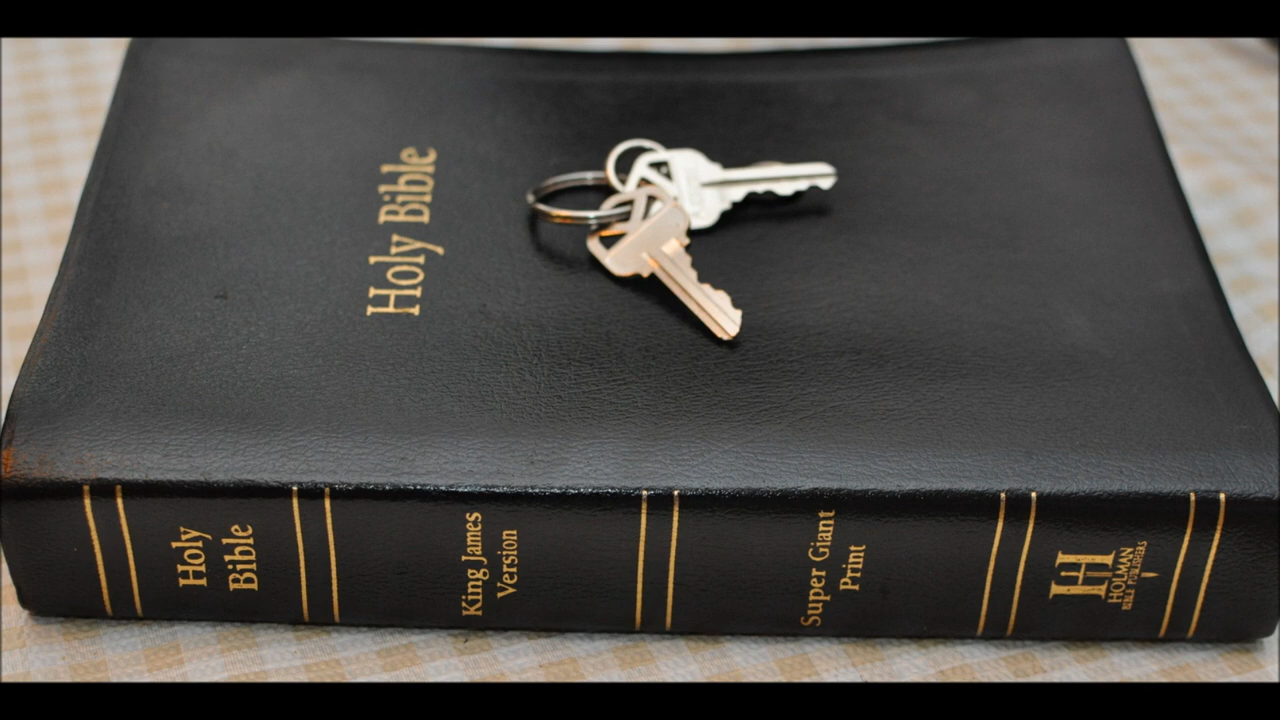 Holy Bible
Holy
Bible
King James
Version
Super Giant
Print
HOLMAN
BIBLE PUBLISHERS